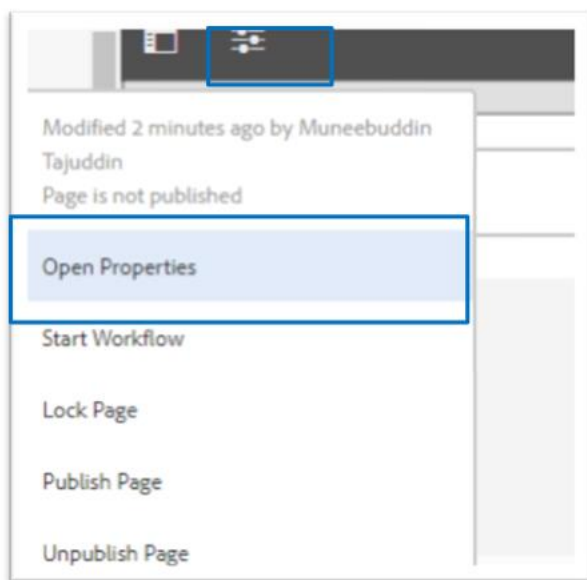 Modified 2 minutes ago by Muneebuddin
Tajuddin
Page is not published
Open Properties
Start Workflow
Lock Page
Publish Page
Unpublish Page